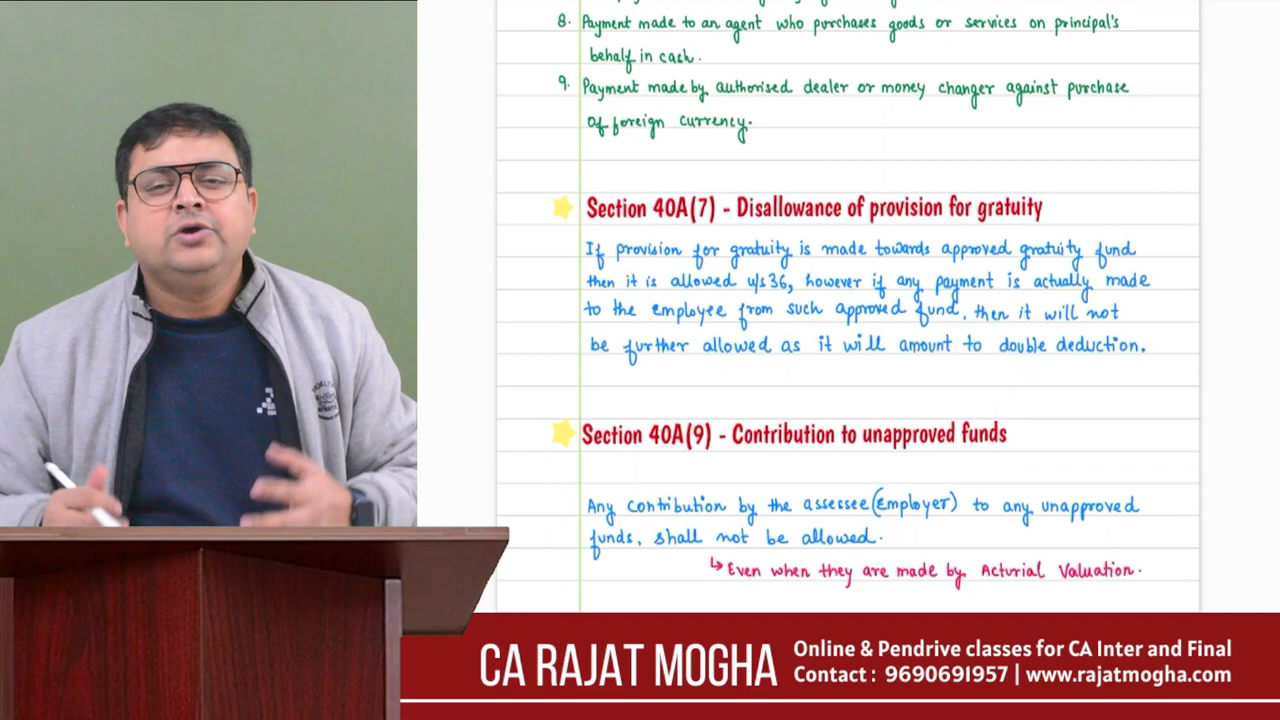 8. Payment made to an agent who purchases goods or services on principal's
behalf in cash.
9. Payment made by authorised dealer or money changer against purchase
of foreign currency.
Section 40A(7) - Disallowance of provision for gratuity
If provision for gratuity is made towards approved gratuity fund
then it is allowed u/s 36, however if any payment is actually made
to the employee from such approved fund, then it will not
be further allowed as it will amount to double deduction.
Section 40A(9) - Contribution to unapproved funds
Any contribution by the assessee (Employer) to any unapproved
funds, shall not be allowed.
↳ Even when they are made by Acturial Valuation.
CA RAJAT MOGHA
Online & Pendrive classes for CA Inter and Final
Contact : 9690691957 | www.rajatmogha.com